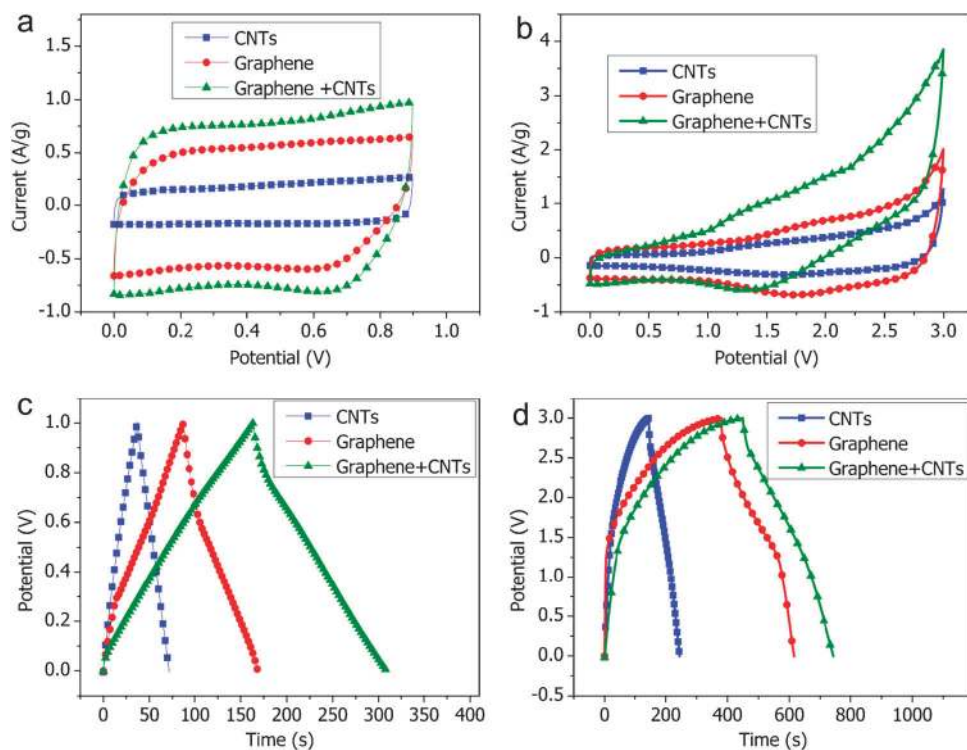 a
1.5
1.0
0.5
0.0
-0.5
-1.0
Current (A/g)
CNTs
Graphene
Graphene +CNTs
0.0 0.2 0.4 0.6 0.8 1.0
Potential (V)
b
4
3
2
1
0
-1
Current (A/g)
CNTs
Graphene
Graphene+CNTs
0.0 0.5 1.0 1.5 2.0 2.5 3.0
Potential (V)
c
1.0
0.8
0.6
0.4
0.2
0.0
Potential (V)
CNTs
Graphene
Graphene+CNTs
0 50 100 150 200 250 300 350 400
Time (s)
d
3.0
2.5
2.0
1.5
1.0
0.5
0.0
-0.5
Potential (V)
CNTs
Graphene
Graphene+CNTs
0 200 400 600 800 1000
Time (s)